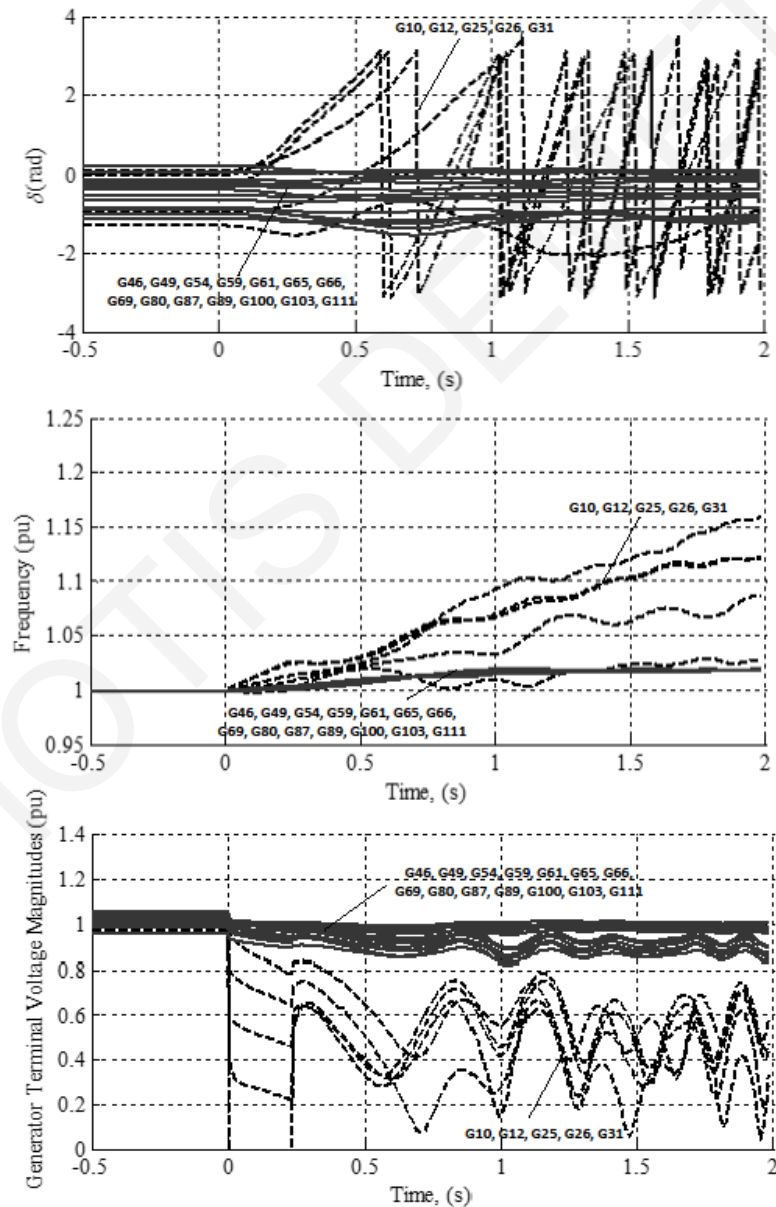 G10, G12, G25, G26, G31
4
2
0
-2
-4
δ(rad)
G46, G49, G54, G59, G61, G65, G66,
G69, G80, G87, G89, G100, G103, G111
-0.5
0
0.5
1
1.5
2
Time, (s)
1.25
1.2
1.15
1.1
1.05
1
0.95
Frequency (pu)
G10, G12, G25, G26, G31
G46, G49, G54, G59, G61, G65, G66,
G69, G80, G87, G89, G100, G103, G111
-0.5
0
0.5
1
1.5
2
Time, (s)
1.4
1.2
1
0.8
0.6
0.4
0.2
0
Generator Terminal Voltage Magnitudes (pu)
G46, G49, G54, G59, G61, G65, G66,
G69, G80, G87, G89, G100, G103, G111
G10, G12, G25, G26, G31
-0.5
0
0.5
1
1.5
2
Time, (s)